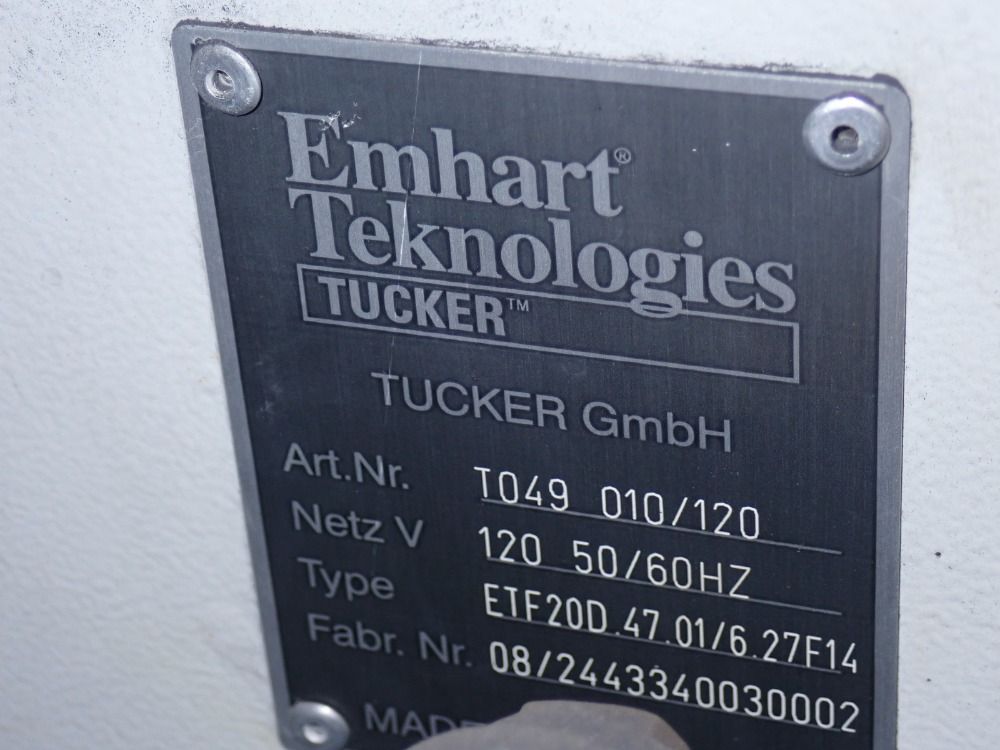 Emhart®
Teknologies
TUCKER™
TUCKER GmbH
Art.Nr. T049 010/120
Netz V 120 50/60HZ
Type ETF20D.47.01/6.27F14
Fabr. Nr. 08/2443340030002
MADE